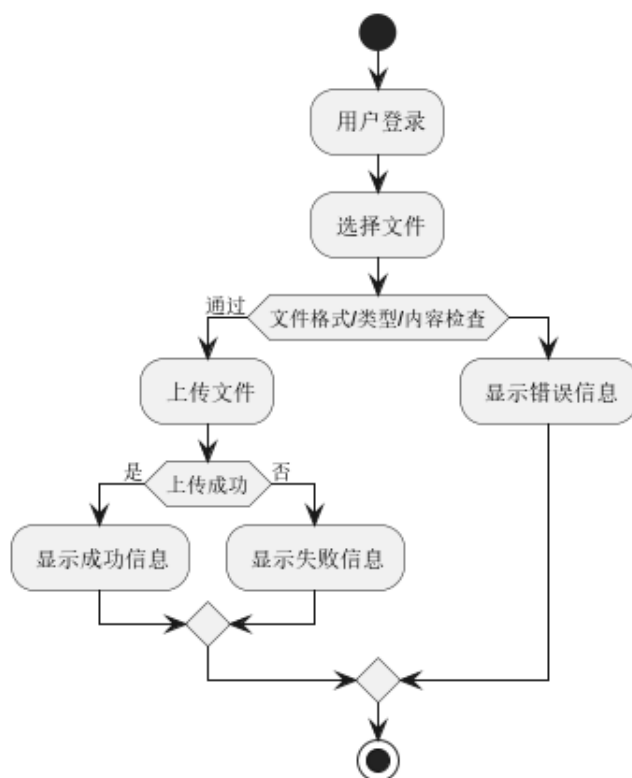 用户登录
选择文件
通过
文件格式/类型/内容检查
上传文件
显示错误信息
是
上传成功
否
显示成功信息
显示失败信息